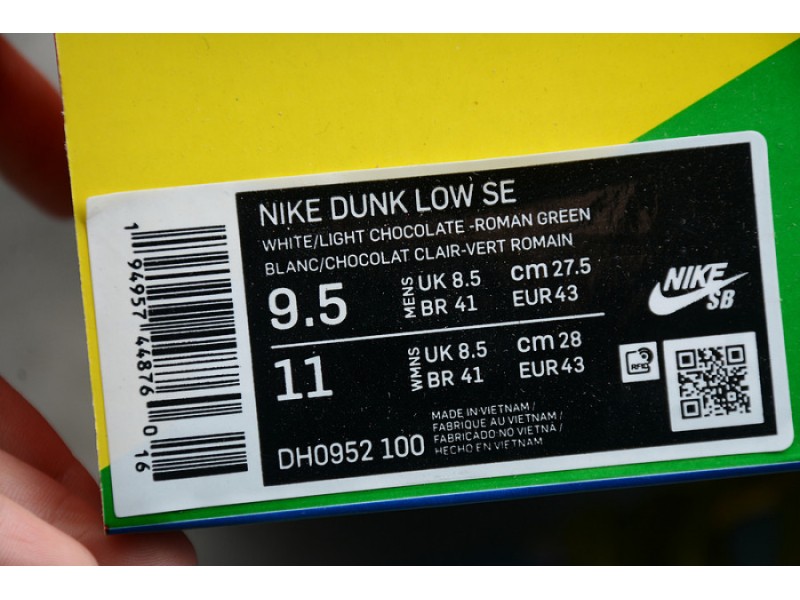 NIKE DUNK LOW SE
WHITE/LIGHT CHOCOLATE -ROMAN GREEN
BLANC/CHOCOLAT CLAIR-VERT ROMAIN
9.5 MENS UK 8.5 cm 27.5
BR 41 EUR 43
11 WMNS UK 8.5 cm 28
BR 41 EUR 43
DH0952 100
MADE IN VIETNAM /
FABRIQUE AU VIETNAM /
FABRICADO NO VIETNÃ /
HECHO EN VIETNAM
NIKE
SB
RFID
1 94957 44876 0 16